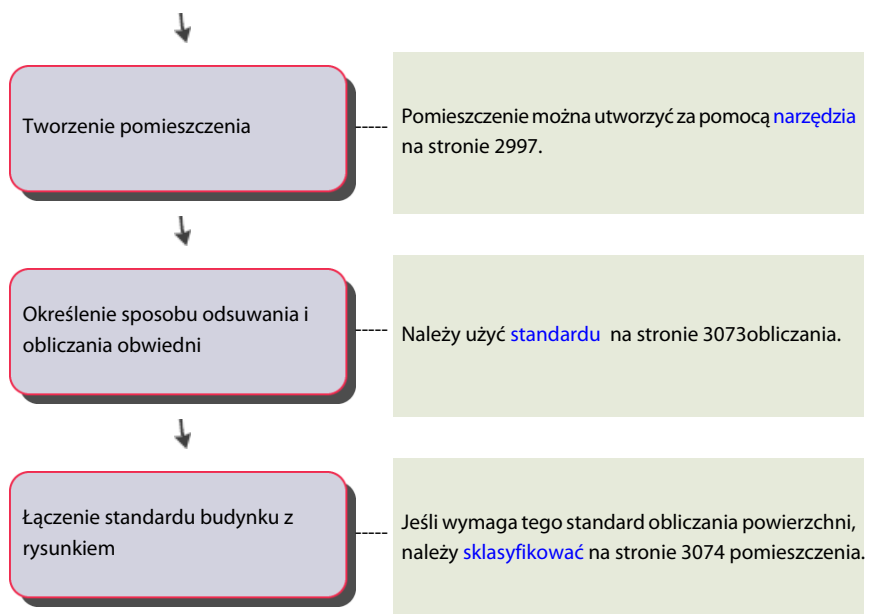 Tworzenie pomieszczenia
Pomieszczenie można utworzyć za pomocą narzędzia
na stronie 2997.
Określenie sposobu odsuwania i
obliczania obwiedni
Należy użyć standardu na stronie 3073obliczania.
Łączenie standardu budynku z
rysunkiem
Jeśli wymaga tego standard obliczania powierzchni,
należy sklasyfikować na stronie 3074 pomieszczenia.